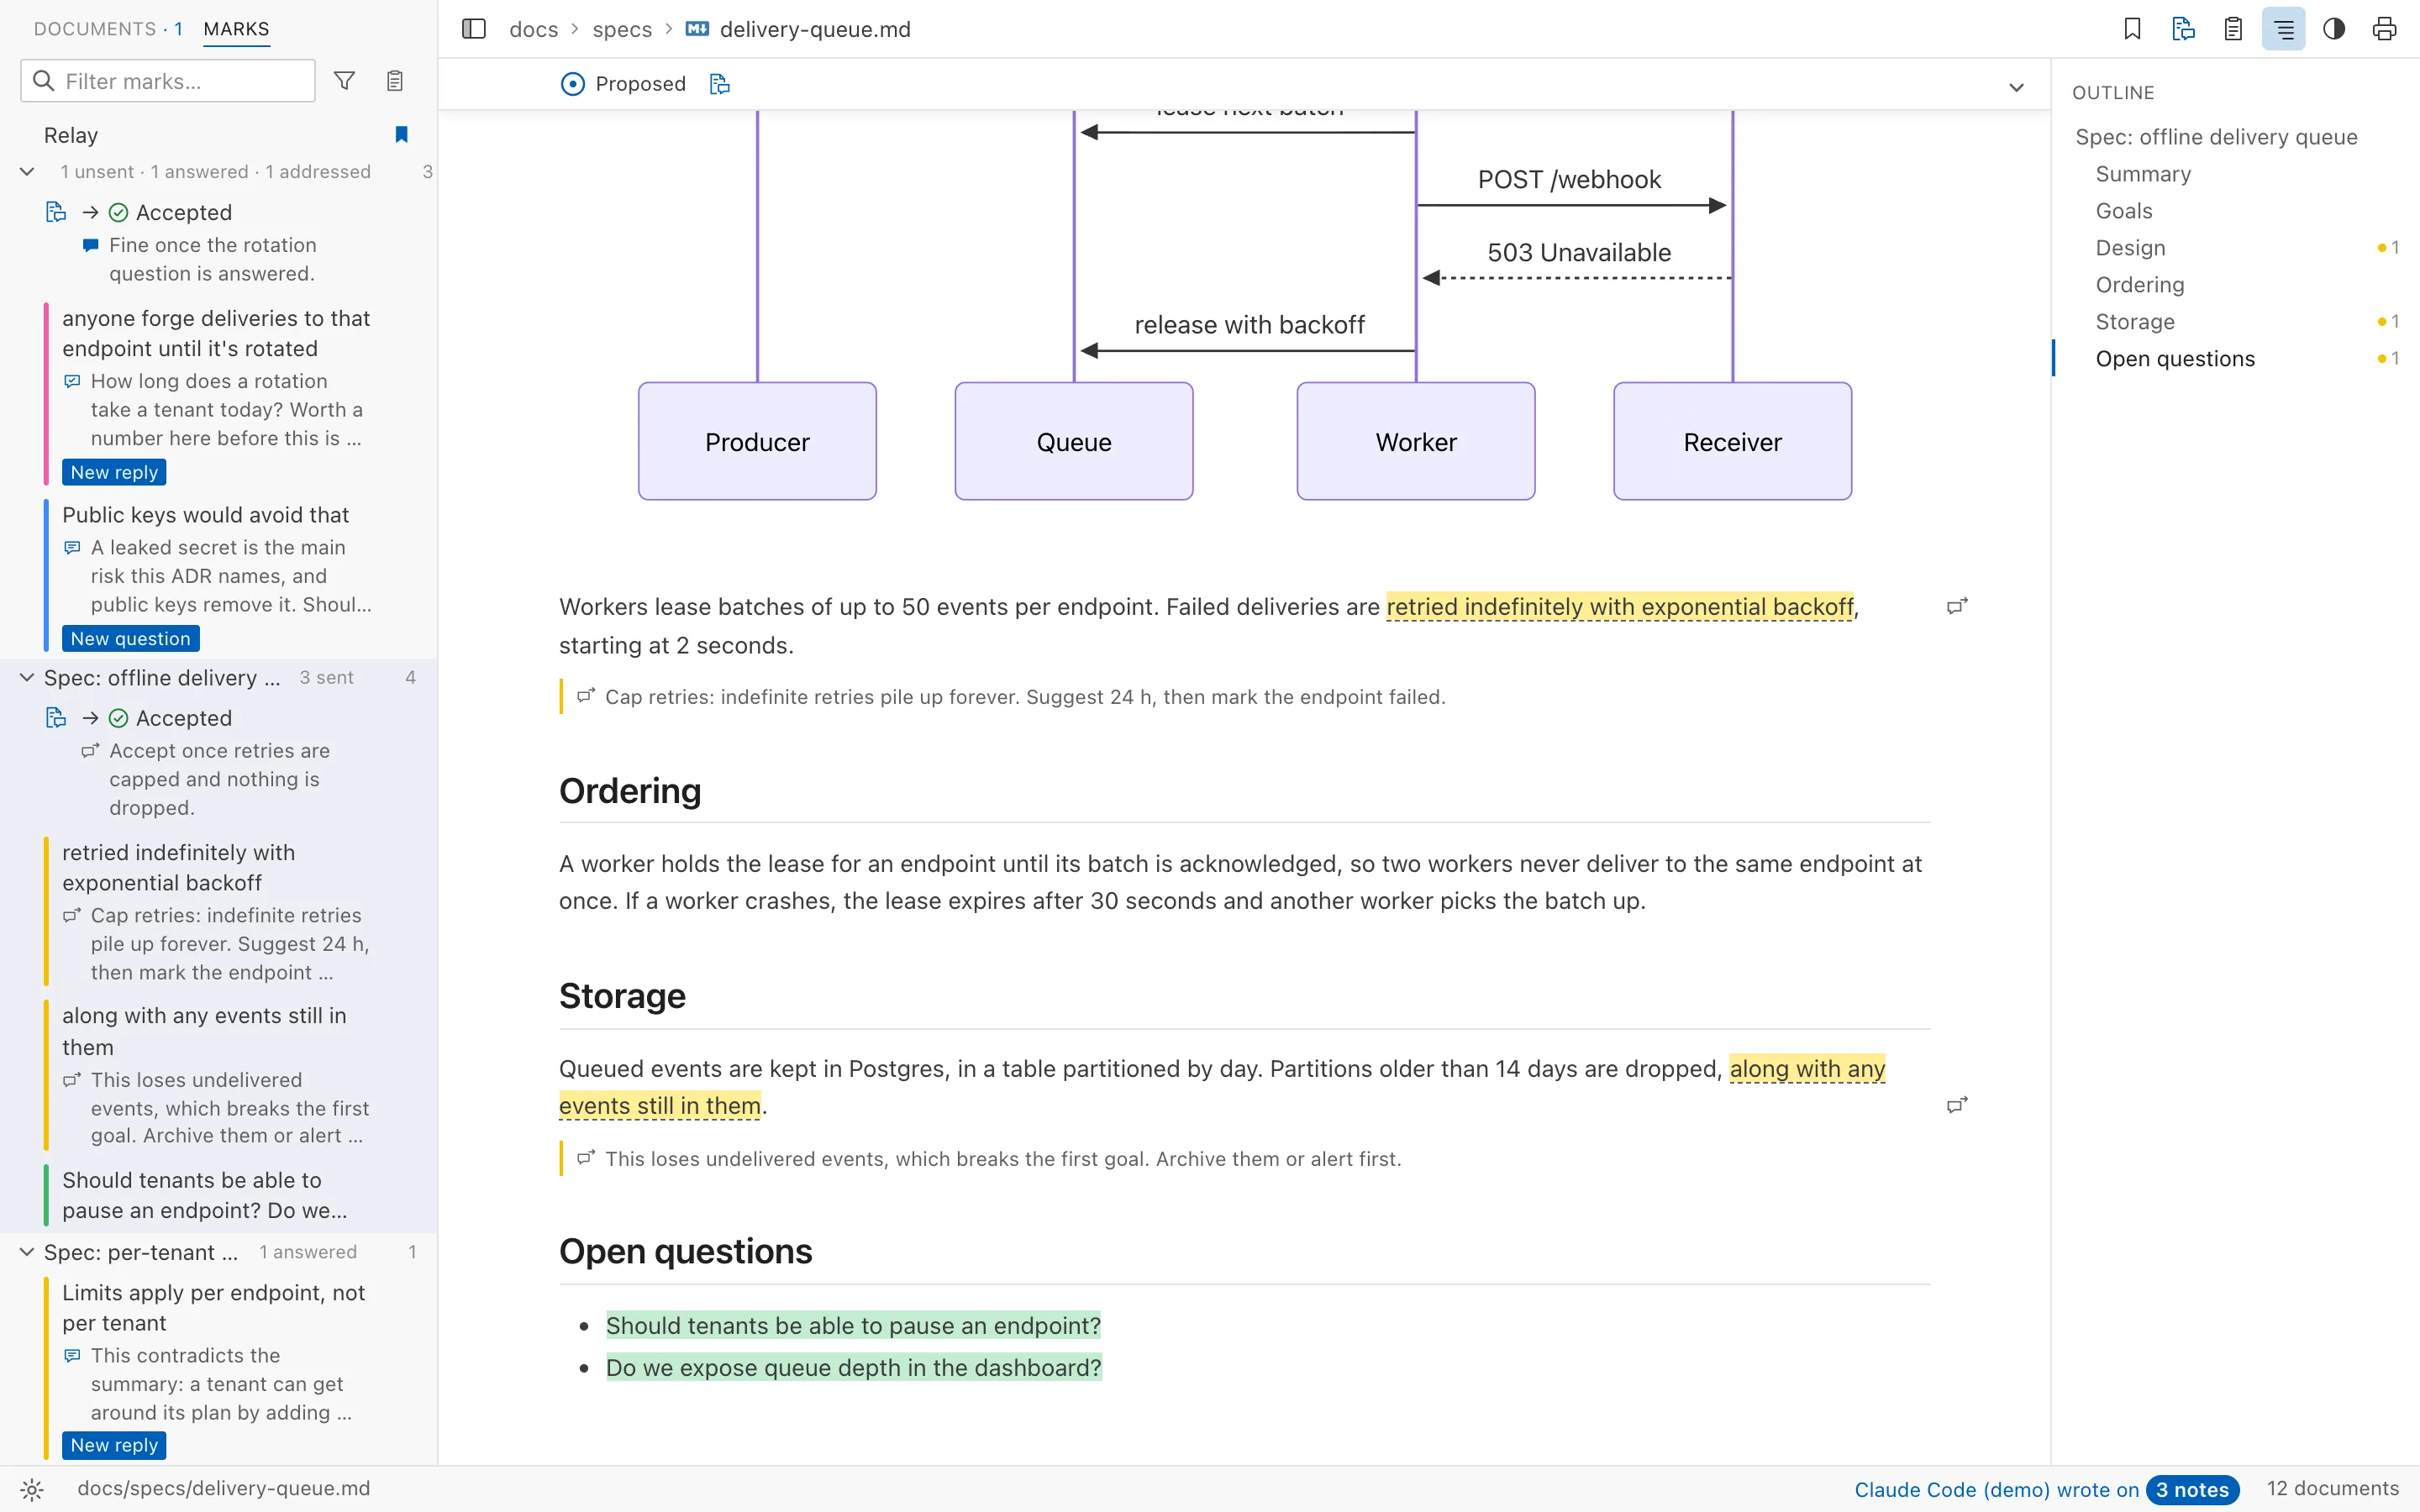 DOCUMENTS · 1 MARKS
Filter marks...
Relay
1 unsent · 1 answered · 1 addressed 3
→ Accepted
Fine once the rotation
question is answered.
anyone forge deliveries to that
endpoint until it's rotated
How long does a rotation
take a tenant today? Worth a
number here before this is ...
New reply
Public keys would avoid that
A leaked secret is the main
risk this ADR names, and
public keys remove it. Shoul...
New question
Spec: offline delivery ... 3 sent 4
→ Accepted
Accept once retries are
capped and nothing is
dropped.
retried indefinitely with
exponential backoff
Cap retries: indefinite retries
pile up forever. Suggest 24 h,
then mark the endpoint ...
along with any events still in
them
This loses undelivered
events, which breaks the first
goal. Archive them or alert ...
Should tenants be able to
pause an endpoint? Do we...
Spec: per-tenant ... 1 answered 1
Limits apply per endpoint, not
per tenant
This contradicts the
summary: a tenant can get
around its plan by adding ...
New reply
docs > specs > M↓ delivery-queue.md
Proposed
lease next batch
POST /webhook
503 Unavailable
release with backoff
Producer Queue Worker Receiver
Workers lease batches of up to 50 events per endpoint. Failed deliveries are retried indefinitely with exponential backoff,
starting at 2 seconds.
Cap retries: indefinite retries pile up forever. Suggest 24 h, then mark the endpoint failed.
Ordering
A worker holds the lease for an endpoint until its batch is acknowledged, so two workers never deliver to the same endpoint at
once. If a worker crashes, the lease expires after 30 seconds and another worker picks the batch up.
Storage
Queued events are kept in Postgres, in a table partitioned by day. Partitions older than 14 days are dropped, along with any
events still in them.
This loses undelivered events, which breaks the first goal. Archive them or alert first.
Open questions
• Should tenants be able to pause an endpoint?
• Do we expose queue depth in the dashboard?
OUTLINE
Spec: offline delivery queue
Summary
Goals
Design 1
Ordering
Storage 1
Open questions 1
docs/specs/delivery-queue.md
Claude Code (demo) wrote on 3 notes 12 documents